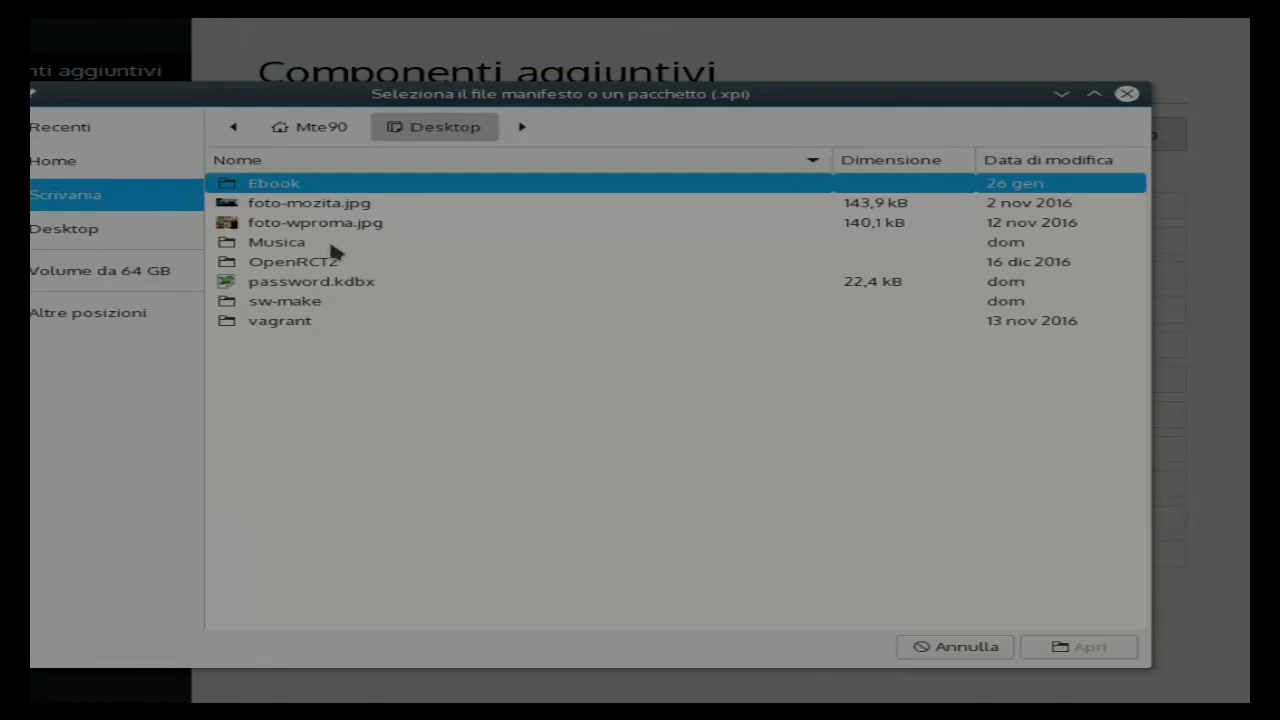 nti aggiuntivi
Componenti aggiuntivi
Seleziona il file manifesto o un pacchetto (.xpi)
Recenti
Home
Scrivania
Desktop
Volume da 64 GB
Altre posizioni
Mte90 Desktop
Nome Dimensione Data di modifica
Ebook 26 gen
foto-mozita.jpg 143,9 kB 2 nov 2016
foto-wproma.jpg 140,1 kB 12 nov 2016
Musica dom
OpenRCT2 16 dic 2016
password.kdbx 22,4 kB dom
sw-make dom
vagrant 13 nov 2016
Annulla Apri